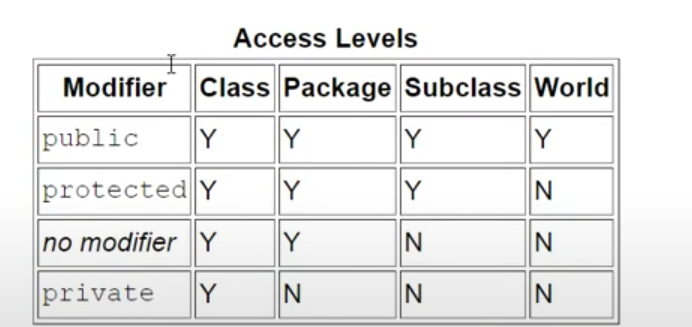 Access Levels
Modifier Class Package Subclass World
public Y Y Y Y
protected Y Y Y N
no modifier Y Y N N
private Y N N N